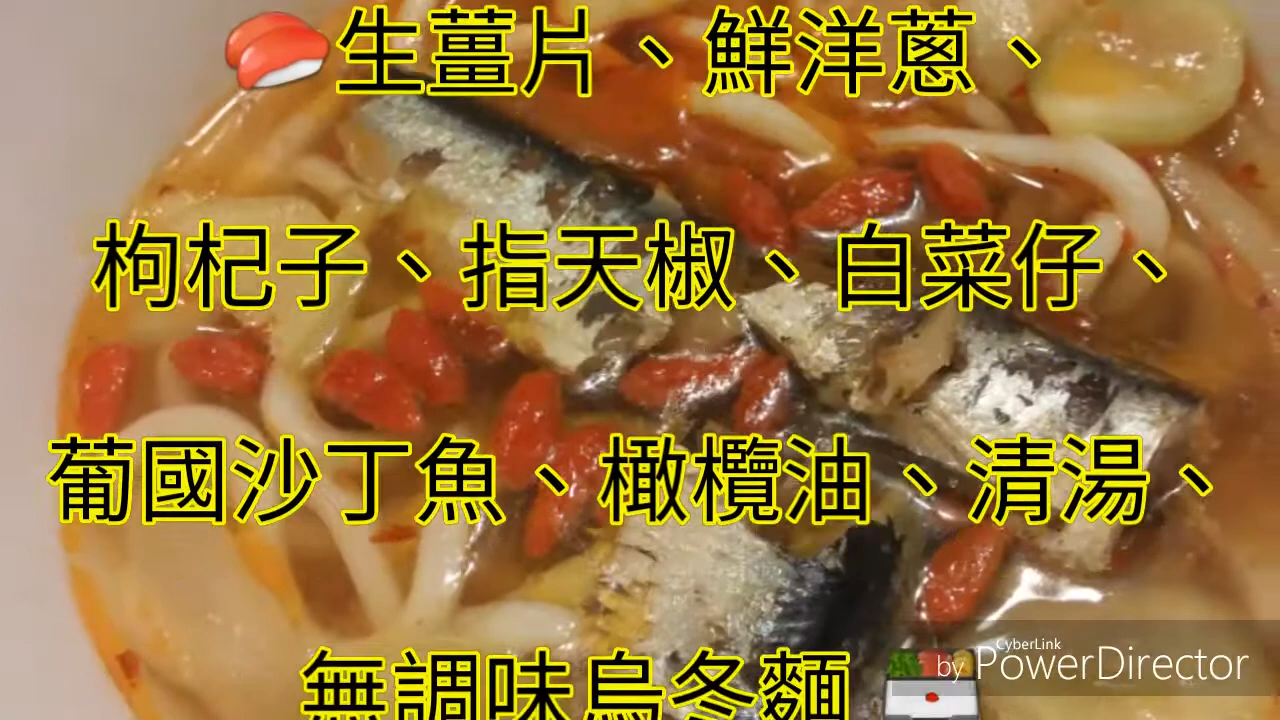 生薑片、鮮洋蔥、
枸杞子、指天椒、白菜仔、
葡國沙丁魚、橄欖油、清湯、
無調味烏冬麵
CyberLink
by PowerDirector